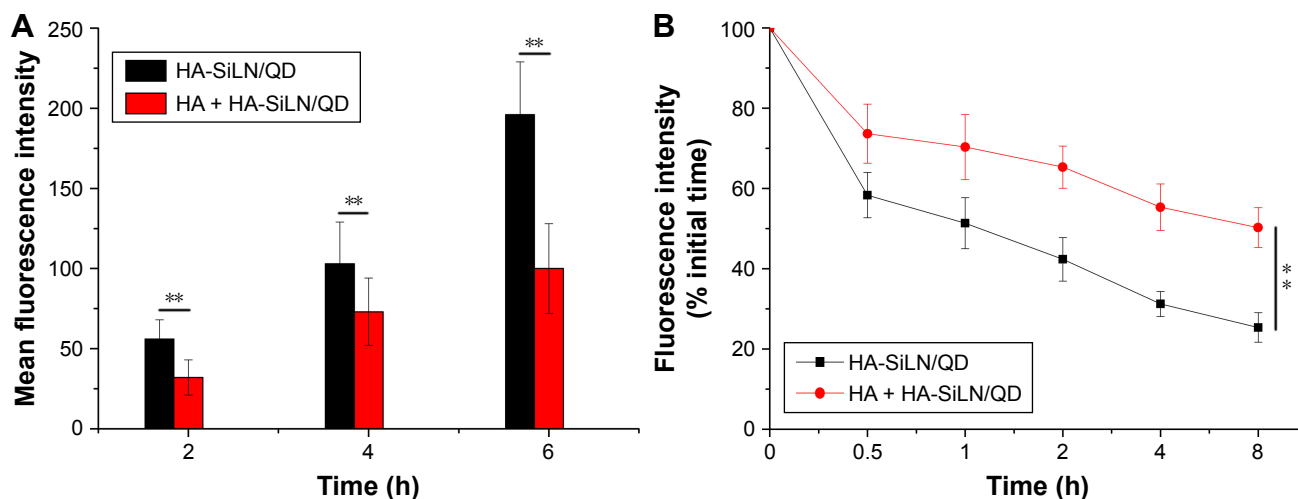 A
Mean fluorescence intensity
250
200
150
100
50
0
HA-SiLN/QD
HA + HA-SiLN/QD
**
**
**
2
4
6
Time (h)
B
Fluorescence intensity
(% initial time)
100
80
60
40
20
0
HA-SiLN/QD
HA + HA-SiLN/QD
**
0
0.5
1
2
4
8
Time (h)